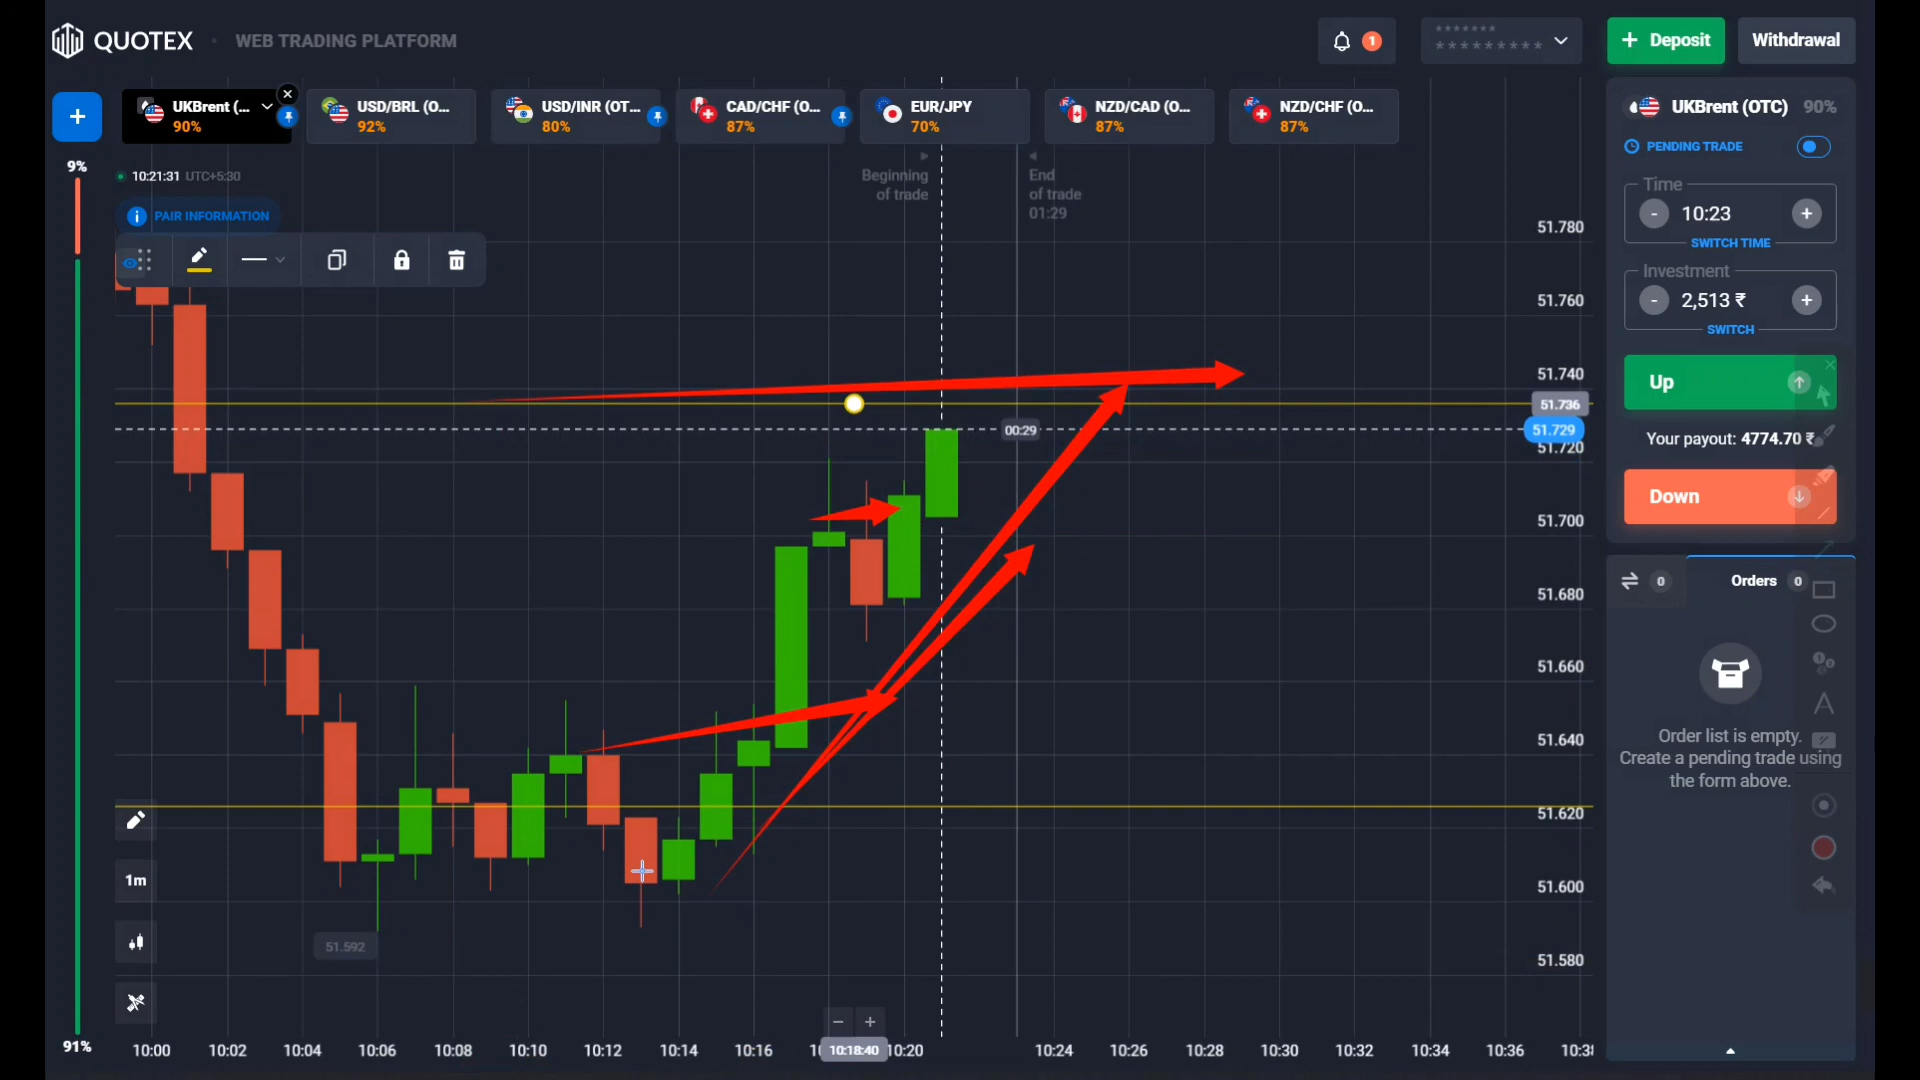 QUOTEX
WEB TRADING PLATFORM
1
*******
*********
+ Deposit
Withdrawal
UKBrent (...
90%
USD/BRL (O...
92%
USD/INR (OT...
80%
CAD/CHF (O...
87%
EUR/JPY
70%
NZD/CAD (O...
87%
NZD/CHF (O...
87%
UKBrent (OTC) 90%
PENDING TRADE
Time
- 10:23 +
SWITCH TIME
Investment
- 2,513 ₹ +
SWITCH
Up
Your payout: 4774.70 ₹
Down
0
Orders 0
Order list is empty.
Create a pending trade using
the form above.
9%
91%
10:21:31 UTC+5:30
PAIR INFORMATION
Beginning
of trade
End
of trade
01:29
00:29
51.780
51.760
51.740
51.736
51.729
51.720
51.700
51.680
51.660
51.640
51.620
51.600
51.580
51.592
1m
10:00
10:02
10:04
10:06
10:08
10:10
10:12
10:14
10:16
10:18:40
10:20
10:24
10:26
10:28
10:30
10:32
10:34
10:36